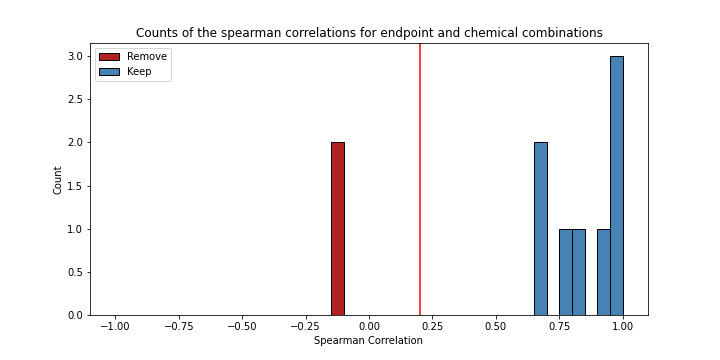 Counts of the spearman correlations for endpoint and chemical combinations
Remove
Keep
Count
3.0
2.5
2.0
1.5
1.0
0.5
0.0
−1.00 −0.75 −0.50 −0.25 0.00 0.25 0.50 0.75 1.00
Spearman Correlation